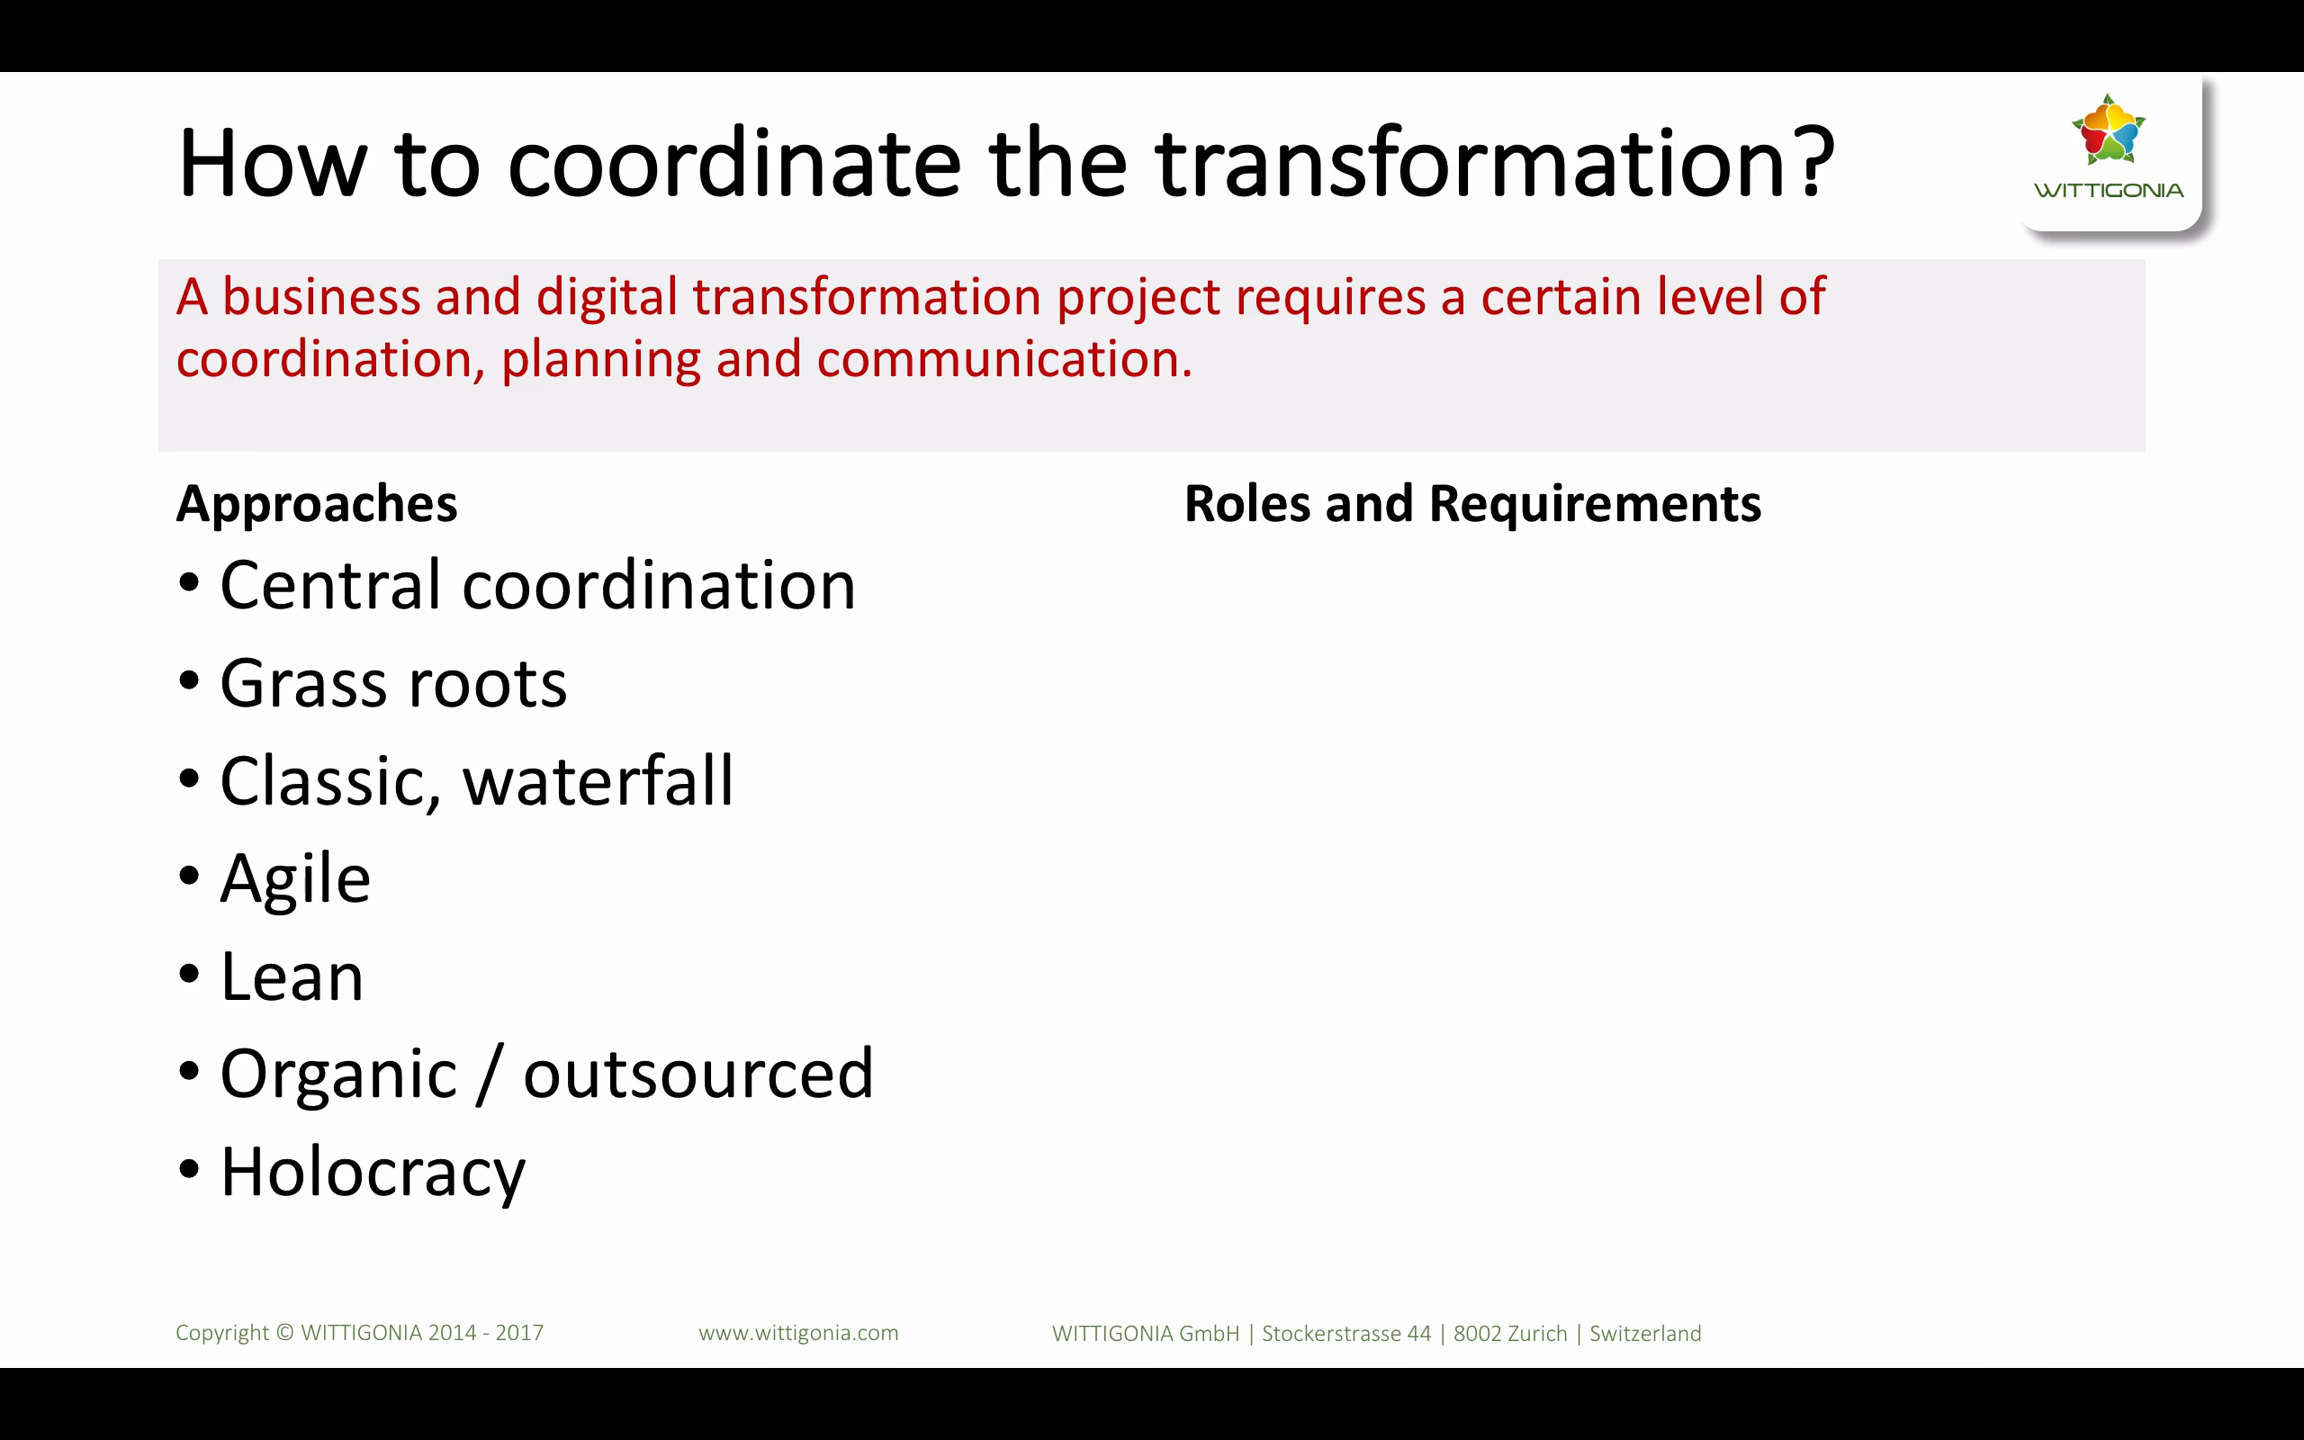 How to coordinate the transformation?
WITTIGONIA
A business and digital transformation project requires a certain level of
coordination, planning and communication.
Approaches
• Central coordination
• Grass roots
• Classic, waterfall
• Agile
• Lean
• Organic / outsourced
• Holocracy
Roles and Requirements
Copyright © WITTIGONIA 2014 - 2017
www.wittigonia.com
WITTIGONIA GmbH | Stockerstrasse 44 | 8002 Zurich | Switzerland